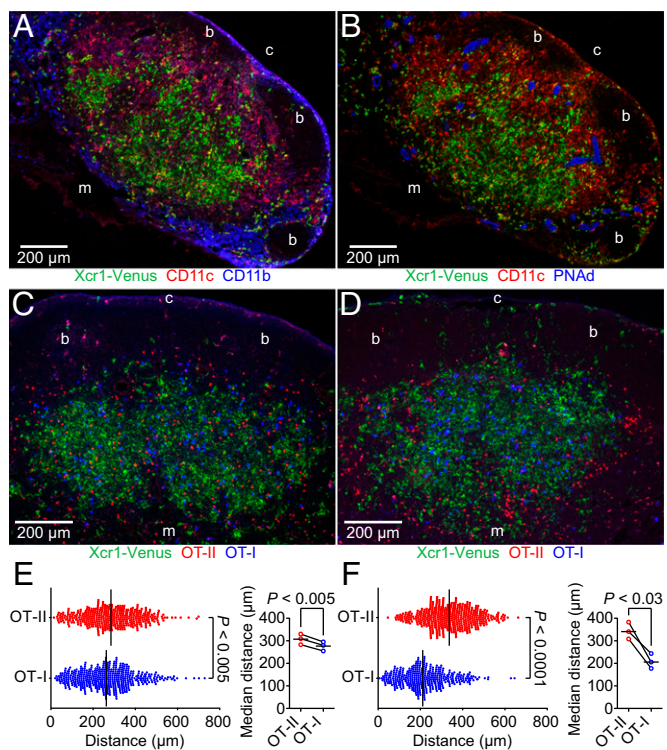 A
b
c
b
m
b
200 µm
Xcr1-Venus CD11c CD11b
B
b
c
b
m
b
200 µm
Xcr1-Venus CD11c PNAd
C
c
b
b
200 µm
m
Xcr1-Venus OT-II OT-I
D
c
b
b
200 µm
m
Xcr1-Venus OT-II OT-I
E
OT-II
OT-I
P < 0.005
0 200 400 600 800
Distance (µm)
P < 0.005
Median distance (µm)
400
300
200
100
0
OT-II
OT-I
F
OT-II
OT-I
P < 0.0001
0 200 400 600 800
Distance (µm)
P < 0.03
Median distance (µm)
400
300
200
100
0
OT-II
OT-I